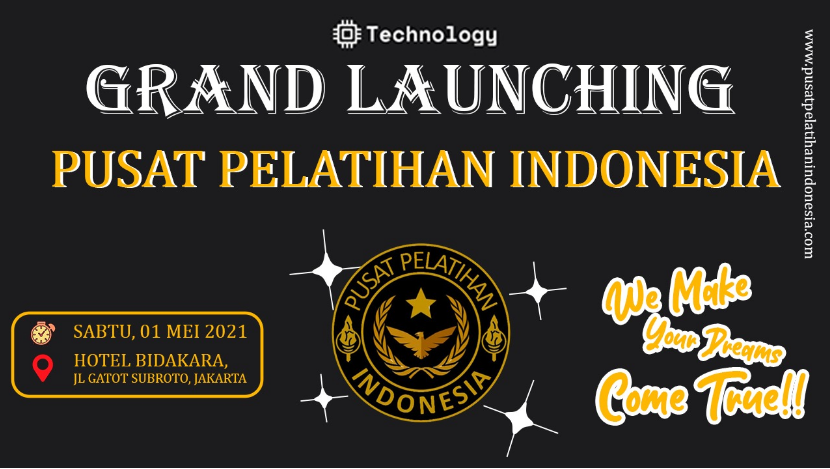 Technology
GRAND LAUNCHING
PUSAT PELATIHAN INDONESIA
www.pusatpelatihanindonesia.com
PUSAT PELATIHAN
INDONESIA
SABTU, 01 MEI 2021
HOTEL BIDAKARA,
JL GATOT SUBROTO, JAKARTA
We Make
Your Dreams
Come True!!